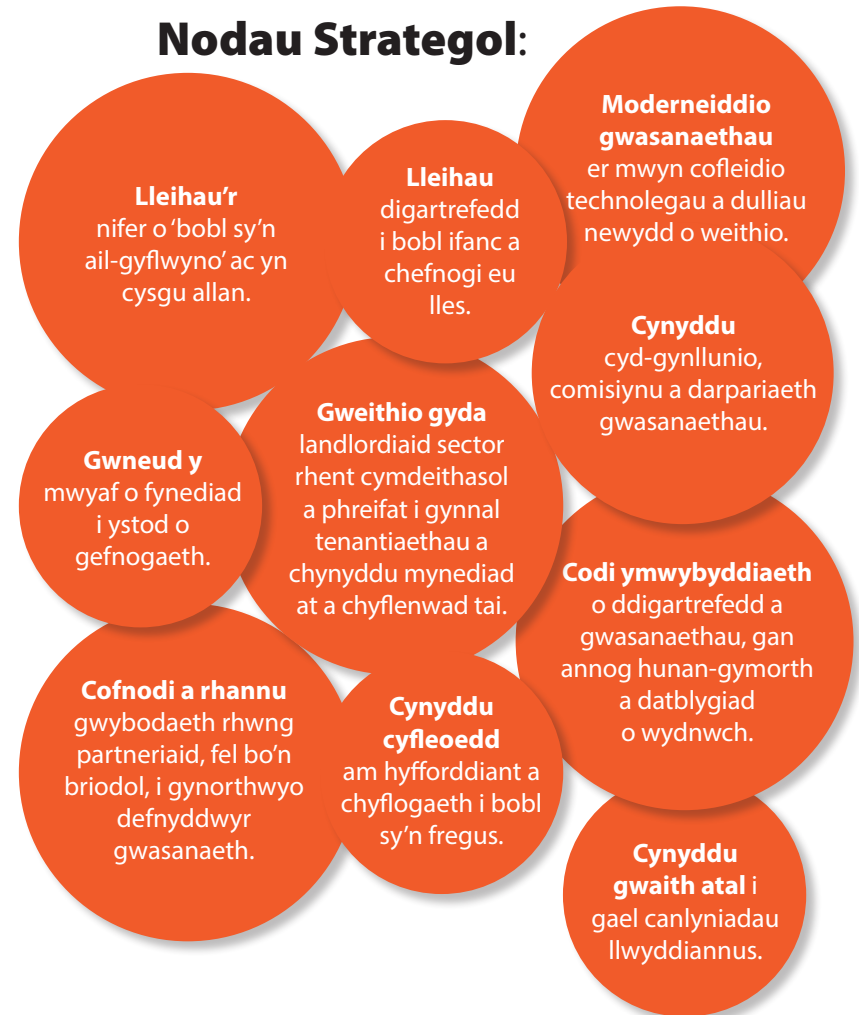 Nodau Strategol:
Lleihau'r
nifer o ‘bobl sy’n
ail-gyflwyno’ ac yn
cysgu allan.
Lleihau
digartrefedd
i bobl ifanc a
chefnogi eu
lles.
Moderneiddio
gwasanaethau
er mwyn cofleidio
technolegau a dulliau
newydd o weithio.
Cynyddu
cyd-gynllunio,
comisiynu a darpariaeth
gwasanaethau.
Gwneud y
mwyaf o fynediad
i ystod o
gefnogaeth.
Gweithio gyda
landlordiaid sector
rhent cymdeithasol
a phreifat i gynnal
tenantiaethau a
chynyddu mynediad
at a chyflenwad tai.
Codi ymwybyddiaeth
o ddigartrefedd a
gwasanaethau, gan
annog hunan-gymorth
a datblygiad
o wydnwch.
Cofnodi a rhannu
gwybodaeth rhwng
partneriaid, fel bo’n
briodol, i gynorthwyo
defnyddwyr
gwasanaeth.
Cynyddu
cyfleoedd
am hyfforddiant a
chyflogaeth i bobl
sy’n fregus.
Cynyddu
gwaith atal i
gael canlyniadau
llwyddiannus.